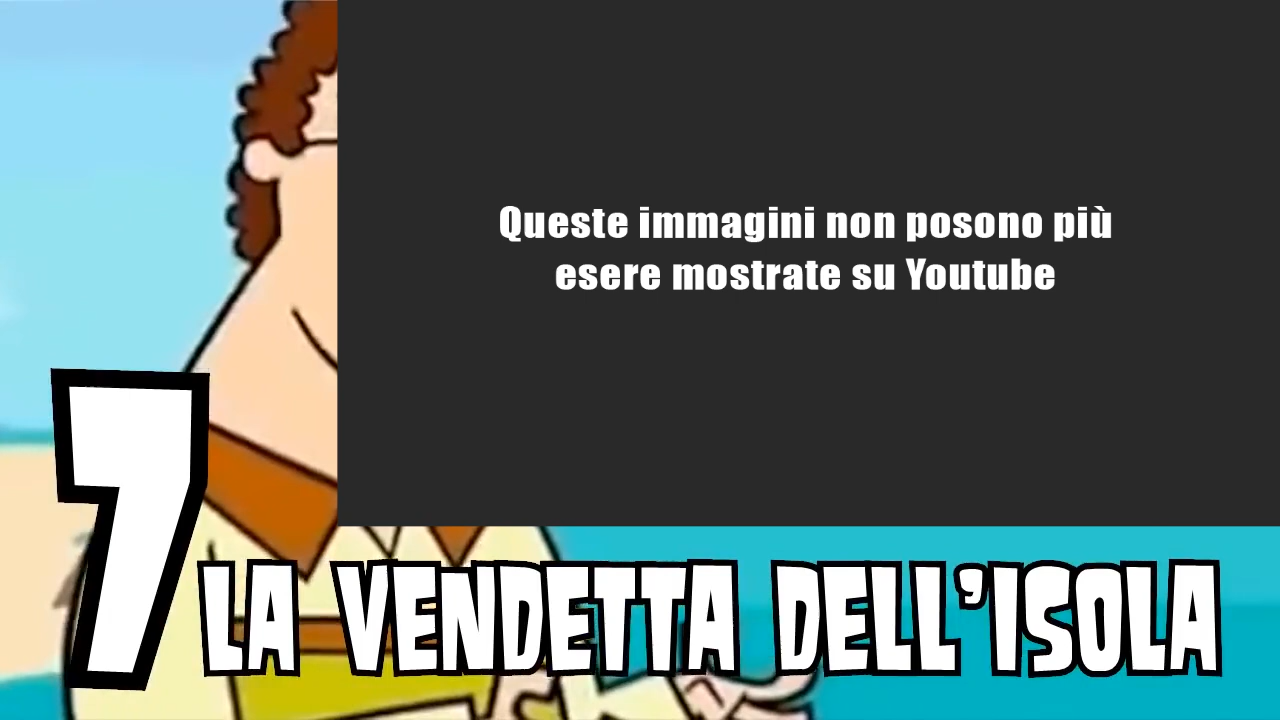 Queste immagini non posono più
esere mostrate su Youtube
7 LA VENDETTA DELL'ISOLA